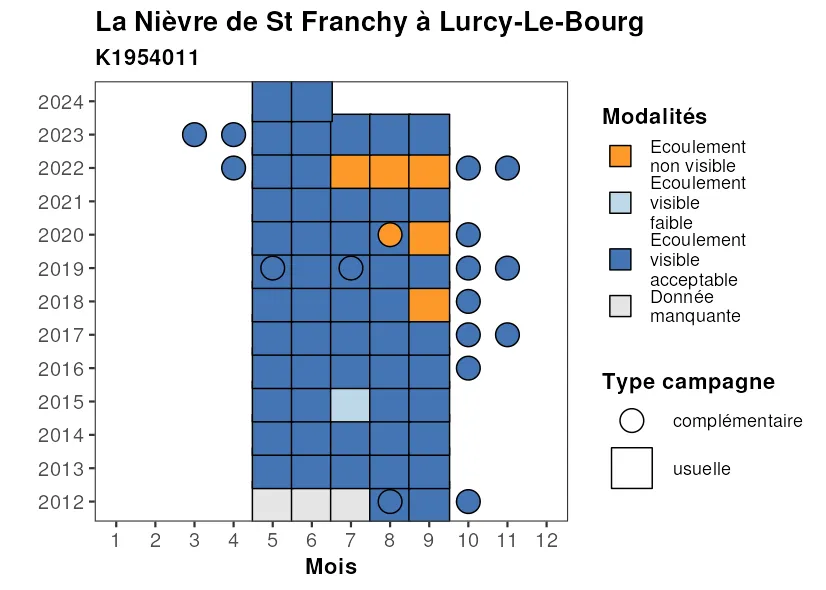 La Nièvre de St Franchy à Lurcy-Le-Bourg
K1954011
2024
2023
2022
2021
2020
2019
2018
2017
2016
2015
2014
2013
2012
1 2 3 4 5 6 7 8 9 10 11 12
Mois
Modalités
Ecoulement
non visible
Ecoulement
visible
faible
Ecoulement
visible
acceptable
Donnée
manquante
Type campagne
complémentaire
usuelle